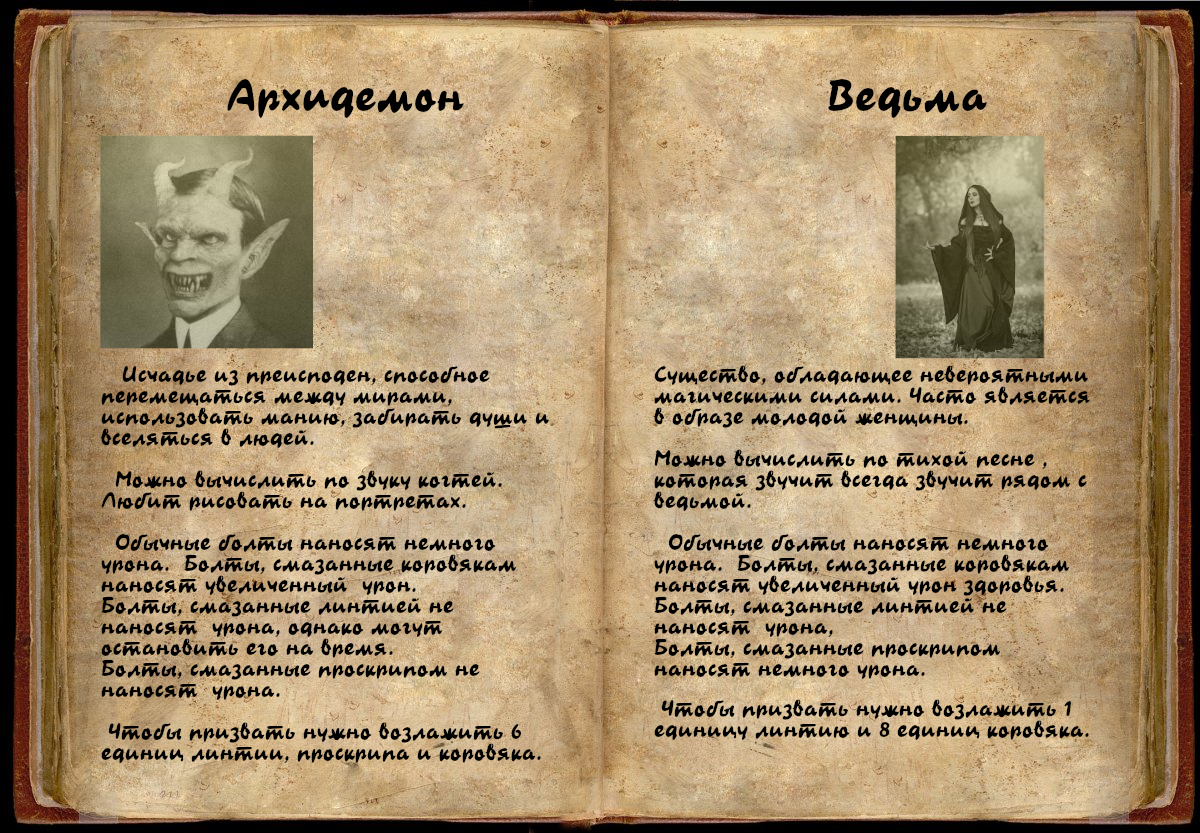 Архидемон
Исчадье из преисподен, способное
перемещаться между мирами,
использовать манию, забирать души и
вселяться в людей.
Можно вычислить по звуку когтей.
Любит рисовать на портретах.
Обычные болты наносят немного
урона. Болты, смазанные коровякам
наносят увеличенный урон.
Болты, смазанные линтией не
наносят урона, однако могут
остановить его на время.
Болты, смазанные проскрипом не
наносят урона.
Чтобы призвать нужно возлажить 6
единиц линтии, проскрипа и коровяка.
Ведьма
Существо, обладающее невероятными
магическими силами. Часто является
в образе молодой женщины.
Можно вычислить по тихой песне ,
которая звучит всегда звучит рядом с
ведьмой.
Обычные болты наносят немного
урона. Болты, смазанные коровякам
наносят увеличенный урон здоровья.
Болты, смазанные линтией не
наносят урона,
Болты, смазанные проскрипом
наносят немного урона.
Чтобы призвать нужно возлажить 1
единицу линтию и 8 единиц коровяка.